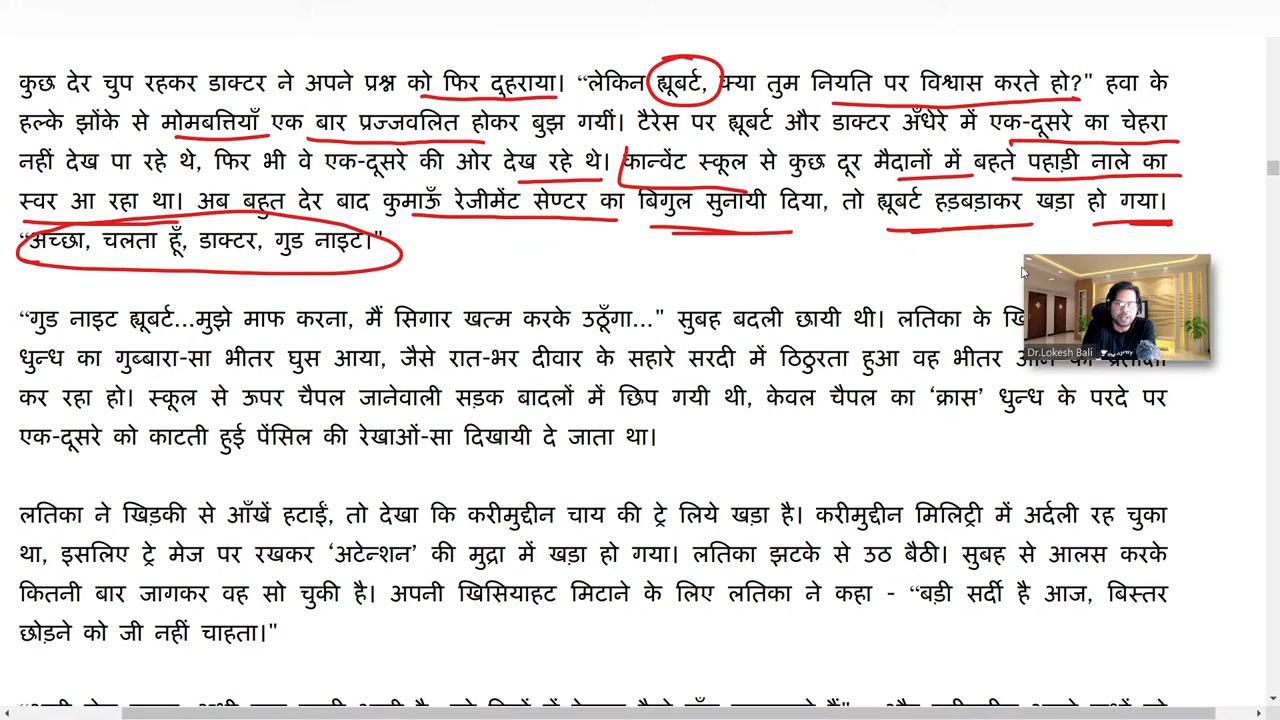 कुछ देर चुप रहकर डाक्टर ने अपने प्रश्न को फिर दुहराया। “लेकिन ह्यूबर्ट, क्या तुम नियति पर विश्वास करते हो?" हवा के
हल्के झोंके से मोमबत्तियाँ एक बार प्रज्जवलित होकर बुझ गयीं। टैरेस पर ह्यूबर्ट और डाक्टर अँधेरे में एक-दूसरे का चेहरा
नहीं देख पा रहे थे, फिर भी वे एक-दूसरे की ओर देख रहे थे। कान्वेंट स्कूल से कुछ दूर मैदानों में बहते पहाड़ी नाले का
स्वर आ रहा था। अब बहुत देर बाद कुमाऊँ रेजीमेंट सेण्टर का बिगुल सुनायी दिया, तो ह्यूबर्ट हड़बड़ाकर खड़ा हो गया।
“अच्छा, चलता हूँ, डाक्टर, गुड नाइट।"
“गुड नाइट ह्यूबर्ट...मुझे माफ करना, मैं सिगार खत्म करके उठूँगा..." सुबह बदली छायी थी। लतिका के
धुन्ध का गुब्बारा-सा भीतर घुस आया, जैसे रात-भर दीवार के सहारे सरदी में ठिठुरता हुआ वह भीतर
कर रहा हो। स्कूल से ऊपर चैपल जानेवाली सड़क बादलों में छिप गयी थी, केवल चैपल का ‘क्रास’ धुन्ध के परदे पर
एक-दूसरे को काटती हुई पेंसिल की रेखाओं-सा दिखायी दे जाता था।
लतिका ने खिड़की से आँखें हटाईं, तो देखा कि करीमुद्दीन चाय की ट्रे लिये खड़ा है। करीमुद्दीन मिलिट्री में अर्दली रह चुका
था, इसलिए ट्रे मेज पर रखकर ‘अटेन्शन’ की मुद्रा में खड़ा हो गया। लतिका झटके से उठ बैठी। सुबह से आलस करके
कितनी बार जागकर वह सो चुकी है। अपनी खिसियाहट मिटाने के लिए लतिका ने कहा - “बड़ी सर्दी है आज, बिस्तर
छोड़ने को जी नहीं चाहता।"
Dr.Lokesh Bali